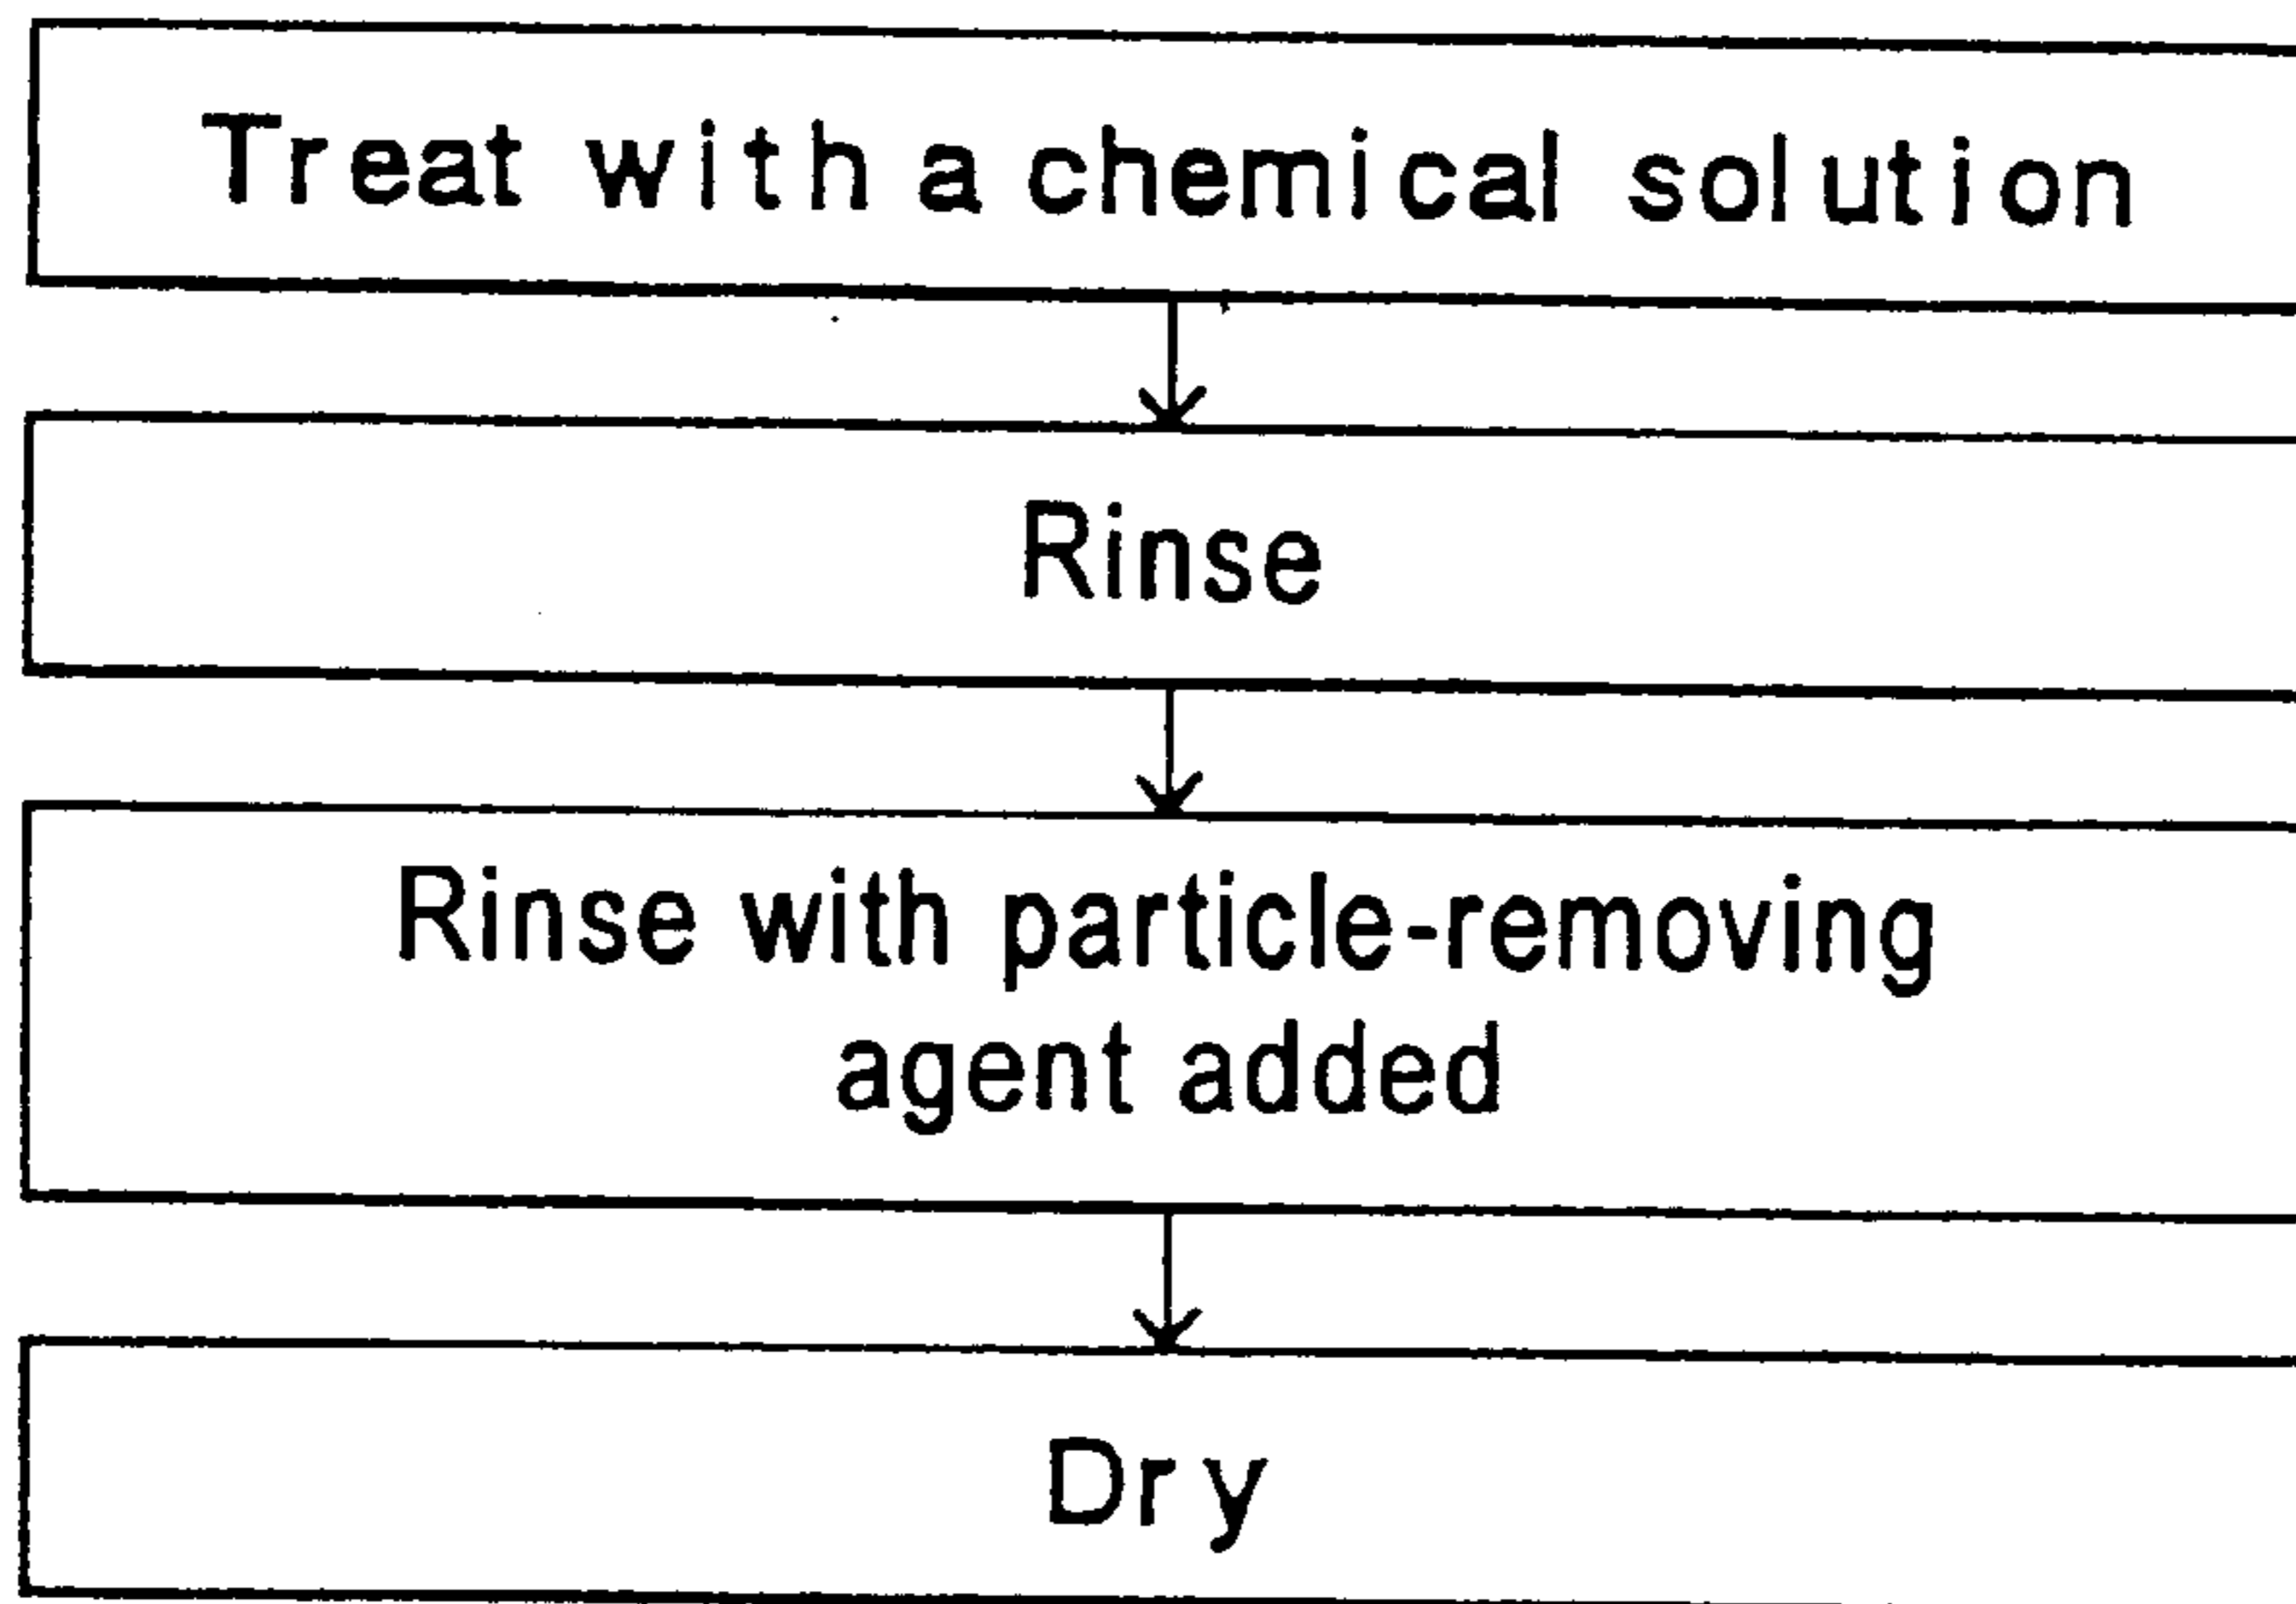 Treat with a chemical solution
Rinse
Rinse with particle-removing
agent added
Dry